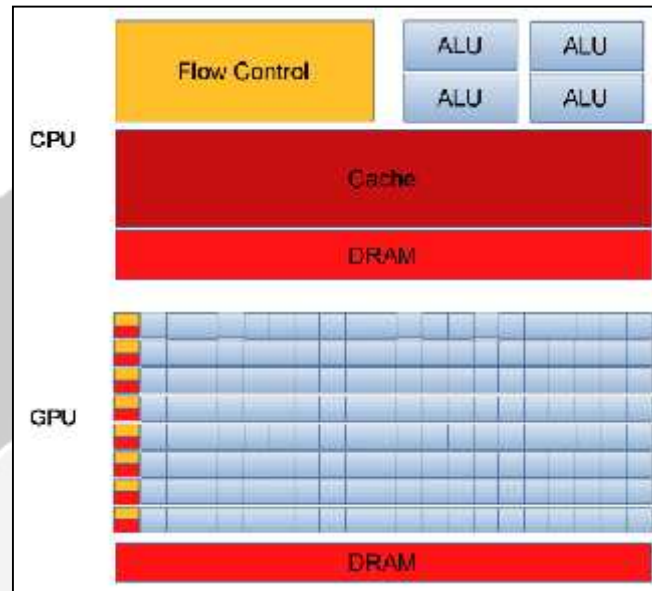 Flow Control
ALU ALU
ALU ALU
CPU
Cache
DRAM
GPU
DRAM